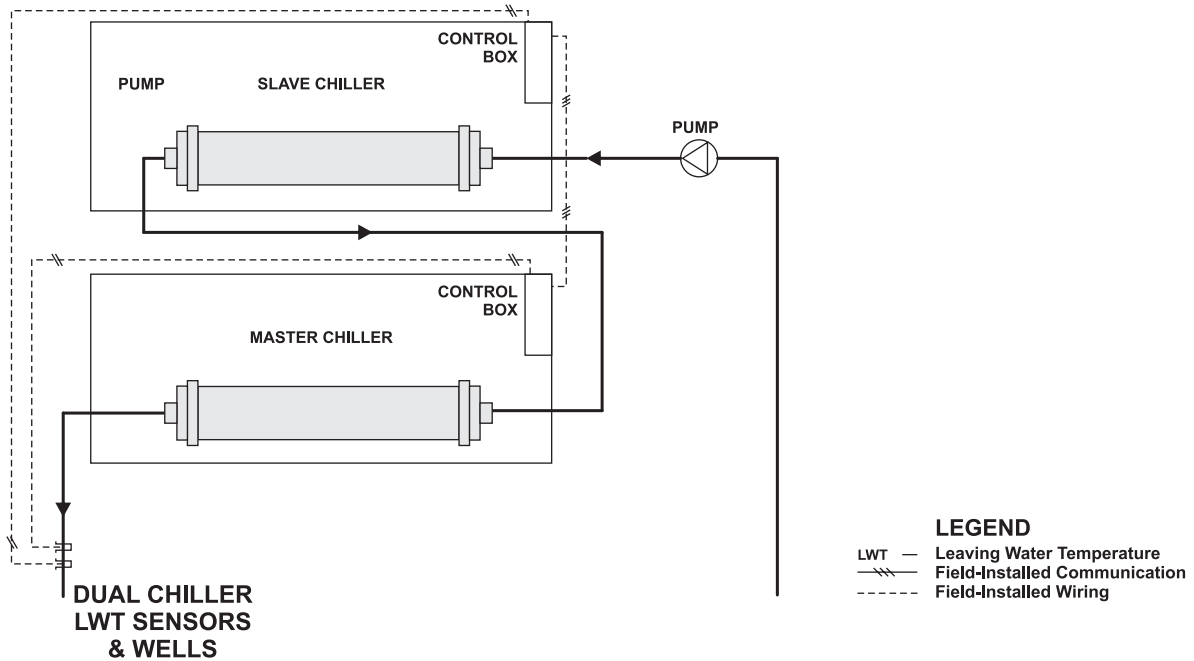 CONTROL
BOX
PUMP
SLAVE CHILLER
PUMP
CONTROL
BOX
MASTER CHILLER
DUAL CHILLER
LWT SENSORS
& WELLS
LEGEND
LWT — Leaving Water Temperature
Field-Installed Communication
Field-Installed Wiring